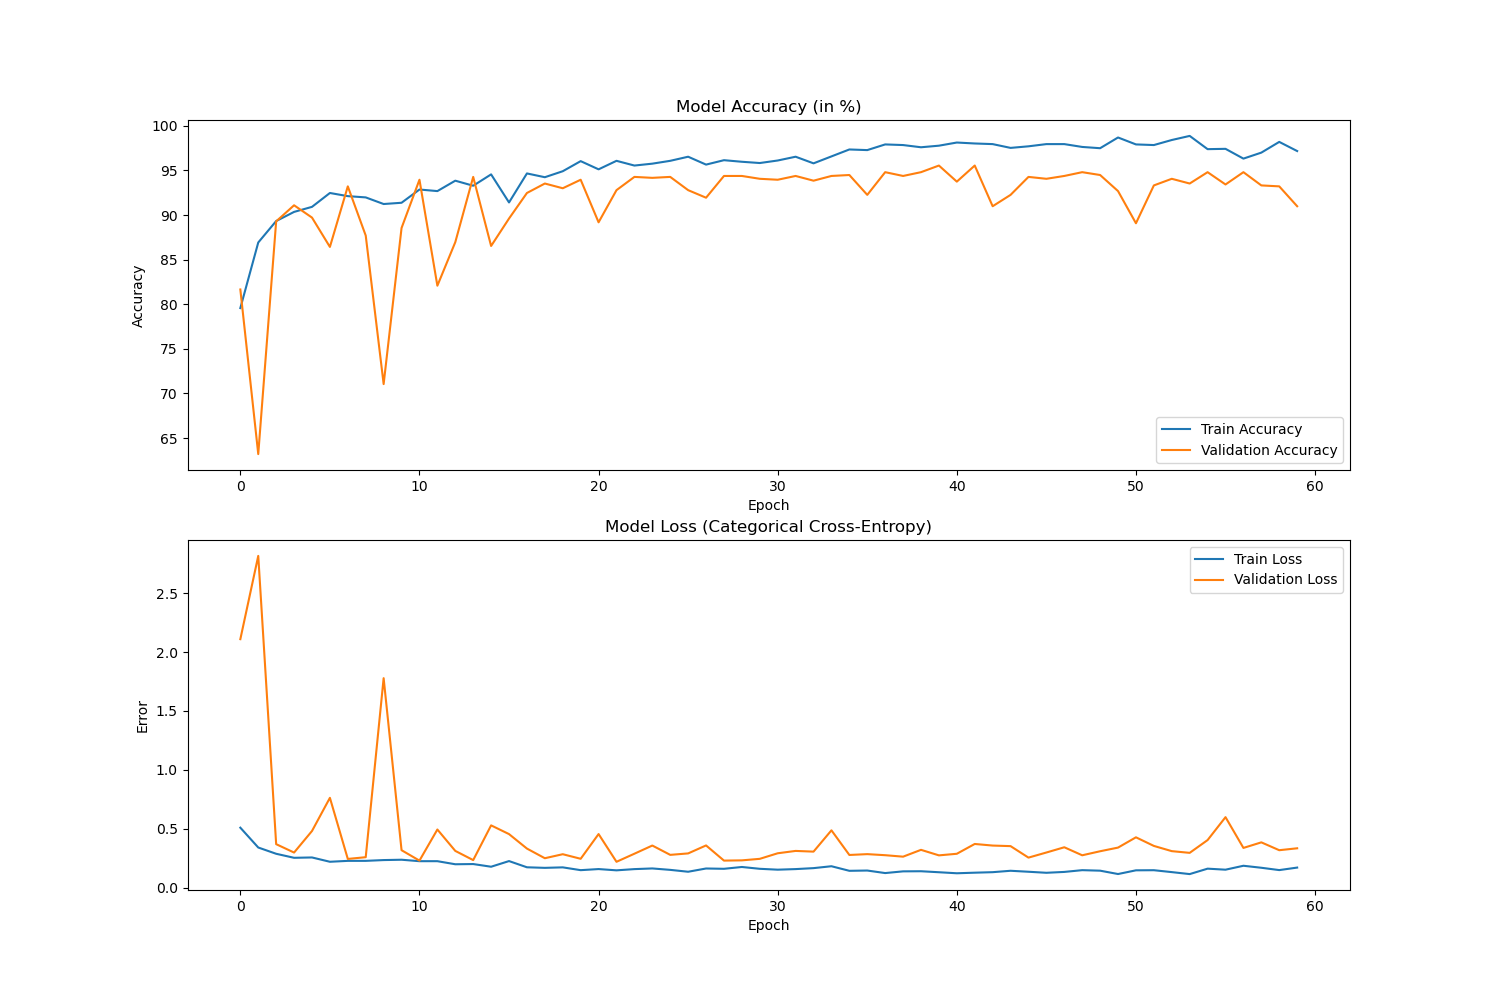 Model Accuracy (in %)
100
95
90
85
80
75
70
65
Accuracy
Train Accuracy
Validation Accuracy
0 10 20 30 40 50 60
Epoch
Model Loss (Categorical Cross-Entropy)
Train Loss
Validation Loss
2.5
2.0
1.5
1.0
0.5
0.0
Error
0 10 20 30 40 50 60
Epoch